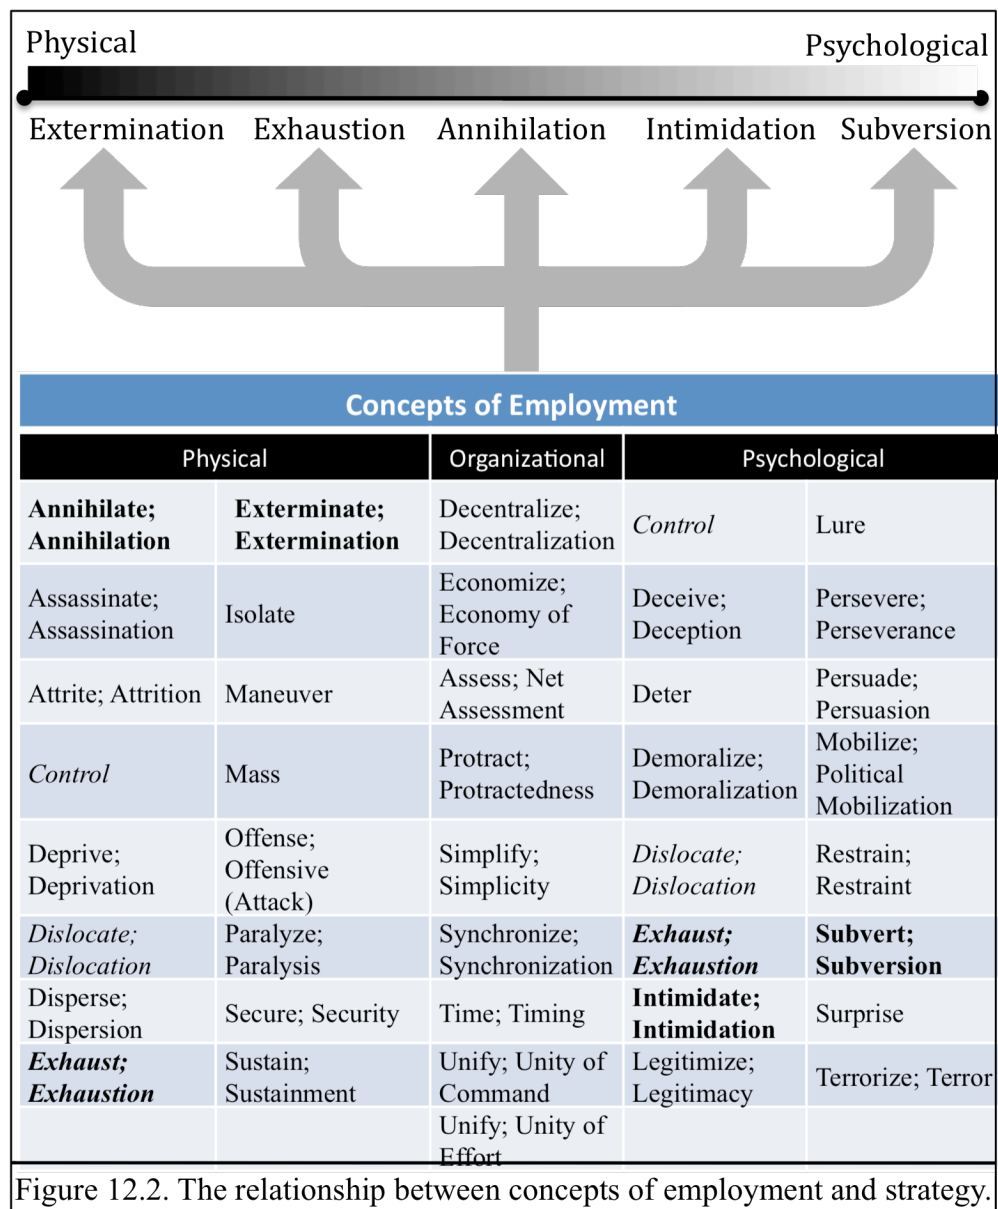 Physical Psychological
Extermination Exhaustion Annihilation Intimidation Subversion
Concepts of Employment
Physical Organizational Psychological
Annihilate;
Annihilation
Exterminate;
Extermination
Decentralize;
Decentralization
Control
Lure
Assassinate;
Assassination
Isolate
Economize;
Economy of
Force
Deceive;
Deception
Persevere;
Perseverance
Attrite; Attrition
Maneuver
Assess; Net
Assessment
Deter
Persuade;
Persuasion
Control
Mass
Protract;
Protractedness
Demoralize;
Demoralization
Mobilize;
Political
Mobilization
Deprive;
Deprivation
Offense;
Offensive
(Attack)
Simplify;
Simplicity
Dislocate;
Dislocation
Restrain;
Restraint
Dislocate;
Dislocation
Paralyze;
Paralysis
Synchronize;
Synchronization
Exhaust;
Exhaustion
Subvert;
Subversion
Disperse;
Dispersion
Secure; Security
Time; Timing
Intimidate;
Intimidation
Surprise
Exhaust;
Exhaustion
Sustain;
Sustainment
Unify; Unity of
Command
Legitimize;
Legitimacy
Terrorize; Terror
Unify; Unity of
Effort
Figure 12.2. The relationship between concepts of employment and strategy.